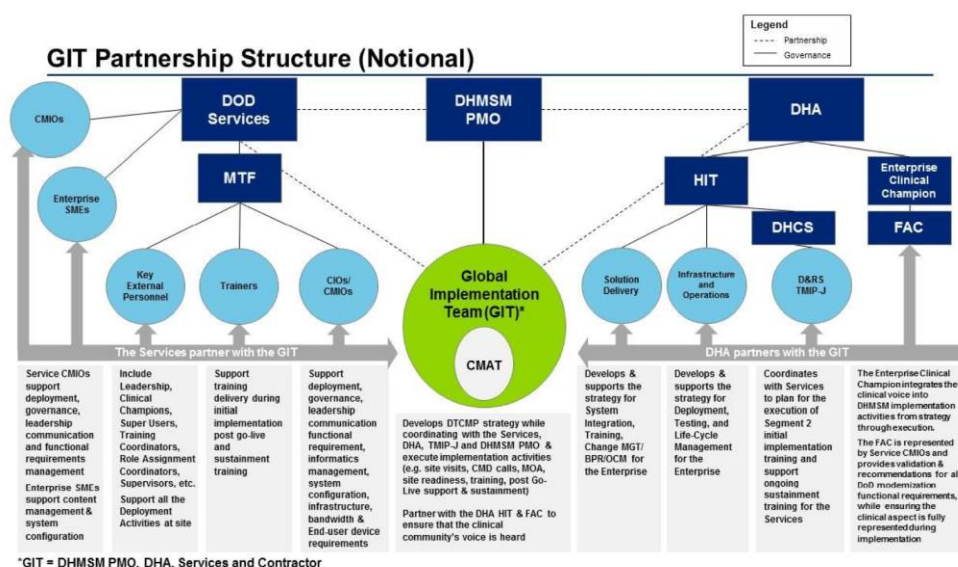 Legend
Partnership
Governance
GIT Partnership Structure (Notional)
CMIOs
DOD
Services
DHMSM
PMO
DHA
Enterprise
SMEs
MTF
HIT
Enterprise
Clinical
Champion
DHCS
FAC
Key
External
Personnel
Trainers
CIOs/
CMIOs
Global
Implementation
Team (GIT)*
CMAT
Solution
Delivery
Infrastructure
and
Operations
D&RS
TMIP-J
The Services partner with the GIT
DHA partners with the GIT
Service CMIOs
support
deployment,
governance,
leadership
communication
and functional
requirements
management
Enterprise SMEs
support content
management &
system
configuration
Include
Leadership,
Clinical
Champions,
Super Users,
Training
Coordinators,
Role Assignment
Coordinators,
Supervisors, etc.
Support all the
Deployment
Activities at site
Support
training
delivery during
initial
implementation
post go-live
and
sustainment
training
Support
deployment,
governance,
leadership
communication
functional
requirement,
informatics
management,
system
configuration,
infrastructure,
bandwidth &
End-user device
requirements
Develops DTCMP strategy while
coordinating with the Services,
DHA, TMIP-J and DHMSM PMO &
execute implementation activities
(e.g. site visits, CMD calls, MOA,
site readiness, training, post Go-
Live support & sustainment)
Partner with the DHA HIT & FAC to
ensure that the clinical
community's voice is heard
Develops &
supports the
strategy for
System
Integration,
Training,
Change MGT/
BPR/OCM for
the Enterprise
Develops &
supports the
strategy for
Deployment,
Testing, and
Life-Cycle
Management for
the Enterprise
Coordinates
with Services
to plan for the
execution of
Segment 2
initial
implementation
training and
support
ongoing
sustainment
training for the
Services
The Enterprise Clinical
Champion integrates the
clinical voice into
DHMSM implementation
activities from strategy
through execution.
The FAC is represented
by Service CMIOs and
provides validation &
recommendations for al
DoD modernization
functional requirements,
while ensuring the
clinical aspect is fully
represented during
implementation
*GIT = DHMSM PMO, DHA, Services and Contractor